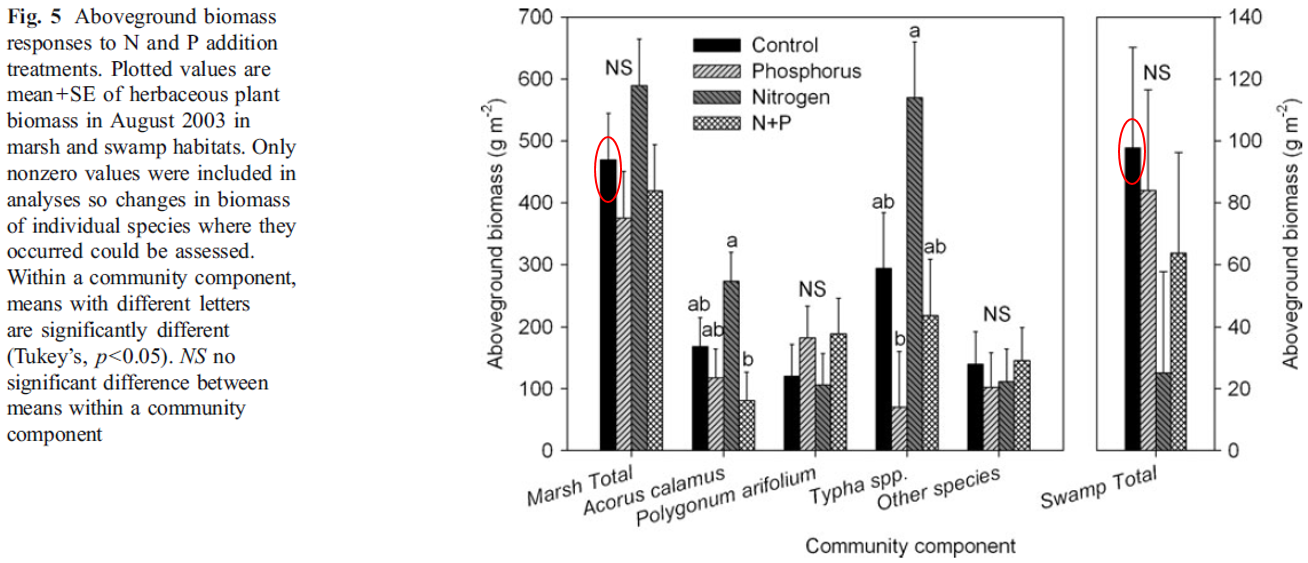 Fig. 5 Aboveground biomass
responses to N and P addition
treatments. Plotted values are
mean+SE of herbaceous plant
biomass in August 2003 in
marsh and swamp habitats. Only
nonzero values were included in
analyses so changes in biomass
of individual species where they
occurred could be assessed.
Within a community component,
means with different letters
are significantly different
(Tukey's, p<0.05). NS no
significant difference between
means within a community
component
Aboveground biomass (g m⁻²)
700
600
500
400
300
200
100
0
Control
Phosphorus
Nitrogen
N+P
NS
ab
ab
a
b
NS
ab
b
a
ab
NS
Marsh Total
Acorus calamus
Polygonum arifolium
Typha spp.
Other species
NS
Swamp Total
140
120
100
80
60
40
20
0
Aboveground biomass (g m⁻²)
Community component